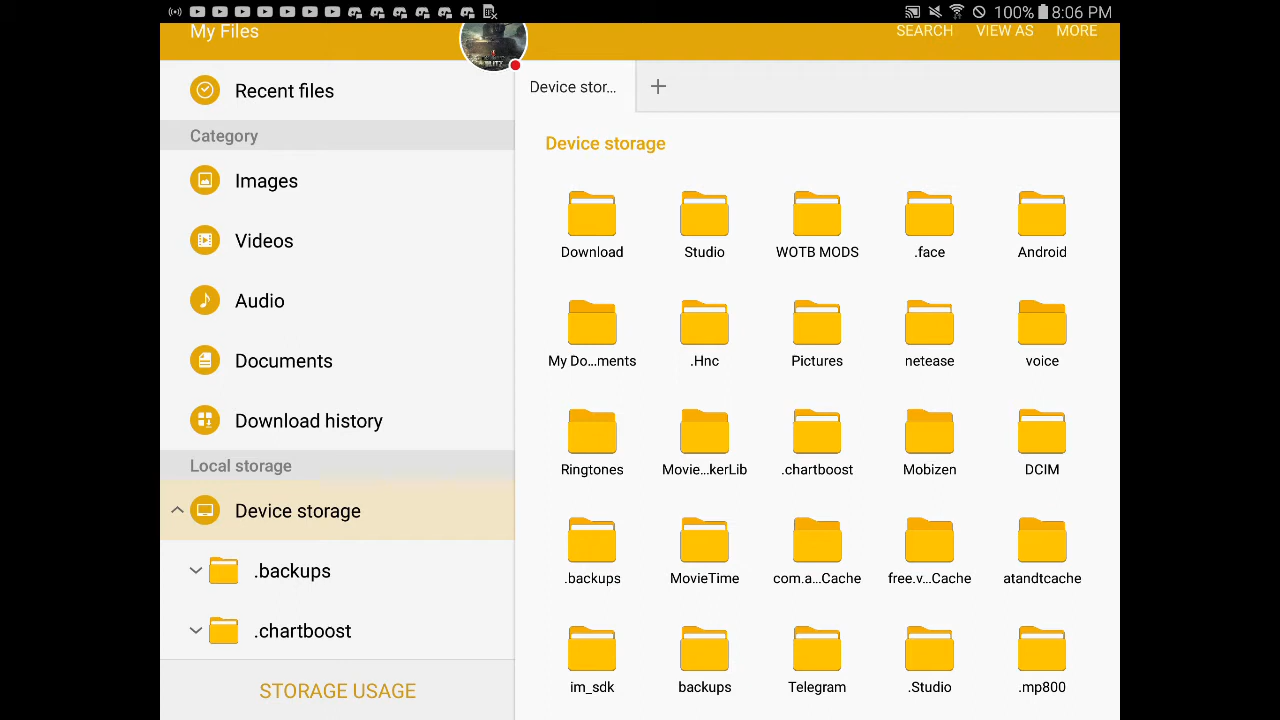 100% 8:06 PM
My Files
SEARCH VIEW AS MORE
BLITZ
Recent files
Category
Images
Videos
Audio
Documents
Download history
Local storage
Device storage
.backups
.chartboost
STORAGE USAGE
Device stor...
Device storage
Download Studio WOTB MODS .face Android
My Do...ments .Hnc Pictures netease voice
Ringtones Movie...kerLib .chartboost Mobizen DCIM
.backups MovieTime com.a...Cache free.v...Cache atandtcache
im_sdk backups Telegram .Studio .mp800